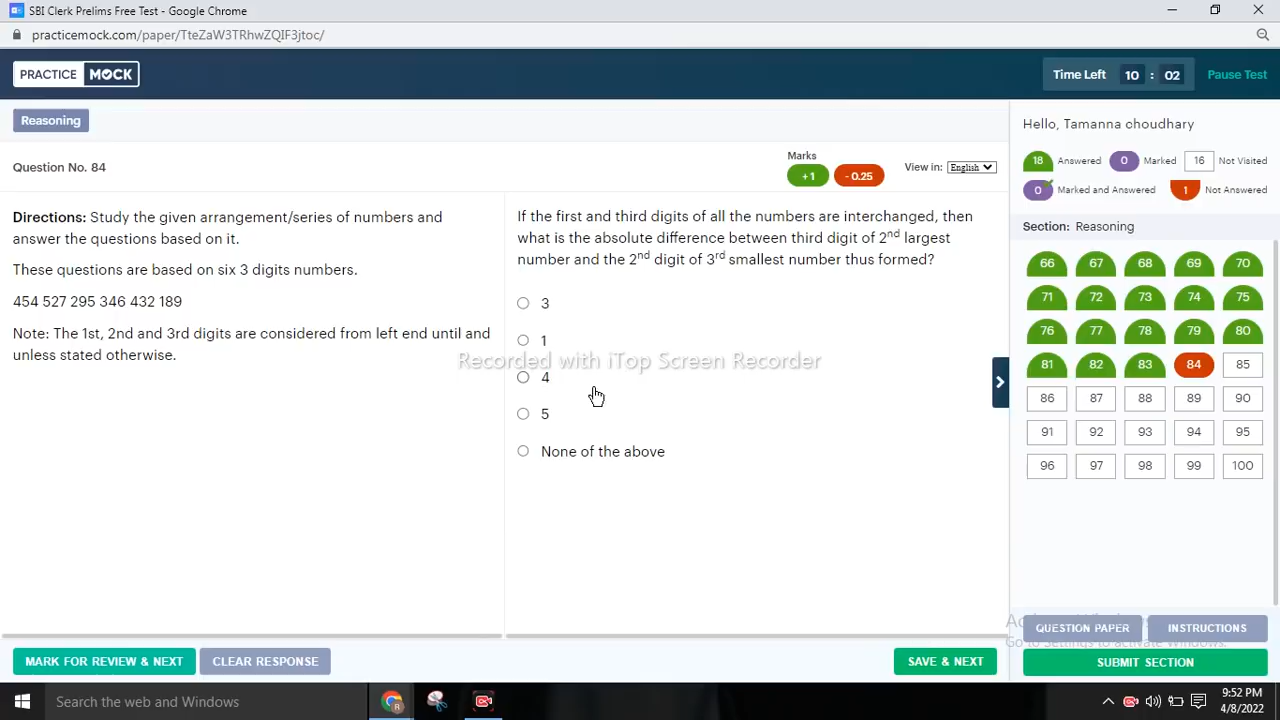 SBI Clerk Prelims Free Test - Google Chrome
practicemock.com/paper/TteZaW3TRhwZQIF3jtoc/
PRACTICE MOCK
Time Left 10 : 02 Pause Test
Reasoning
Hello, Tamanna choudhary
Question No. 84
Marks
+1 - 0.25
View in: English
18 Answered 0 Marked 16 Not Visited
0 Marked and Answered 1 Not Answered
Section: Reasoning
Directions: Study the given arrangement/series of numbers and
answer the questions based on it.
These questions are based on six 3 digits numbers.
454 527 295 346 432 189
Note: The 1st, 2nd and 3rd digits are considered from left end until and
unless stated otherwise.
If the first and third digits of all the numbers are interchanged, then
what is the absolute difference between third digit of 2nd largest
number and the 2nd digit of 3rd smallest number thus formed?
3
1
4
5
None of the above
Recorded with iTop Screen Recorder
66 67 68 69 70
71 72 73 74 75
76 77 78 79 80
81 82 83 84 85
86 87 88 89 90
91 92 93 94 95
96 97 98 99 100
QUESTION PAPER INSTRUCTIONS
Go to Settings to activate Windows.
MARK FOR REVIEW & NEXT CLEAR RESPONSE SAVE & NEXT SUBMIT SECTION
Search the web and Windows
9:52 PM
4/8/2022